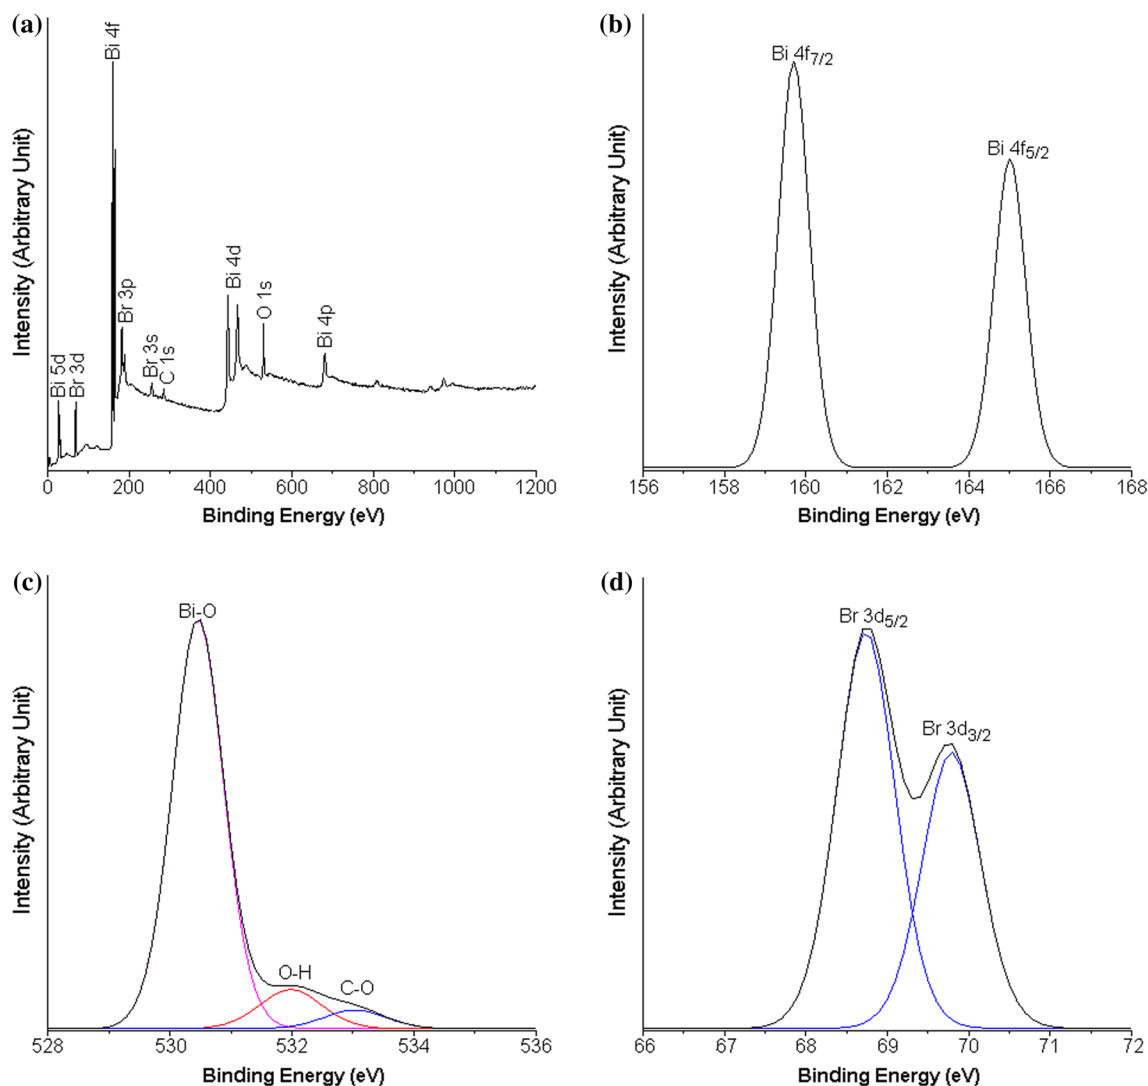 (a)
Intensity (Arbitrary Unit)
Bi 5d
Br 3d
Bi 4f
Br 3p
Br 3s
C 1s
Bi 4d
O 1s
Bi 4p
0 200 400 600 800 1000 1200
Binding Energy (eV)
(b)
Intensity (Arbitrary Unit)
Bi 4f7/2
Bi 4f5/2
156 158 160 162 164 166 168
Binding Energy (eV)
(c)
Intensity (Arbitrary Unit)
Bi-O
O-H
C-O
528 530 532 534 536
Binding Energy (eV)
(d)
Intensity (Arbitrary Unit)
Br 3d5/2
Br 3d3/2
66 67 68 69 70 71 72
Binding Energy (eV)